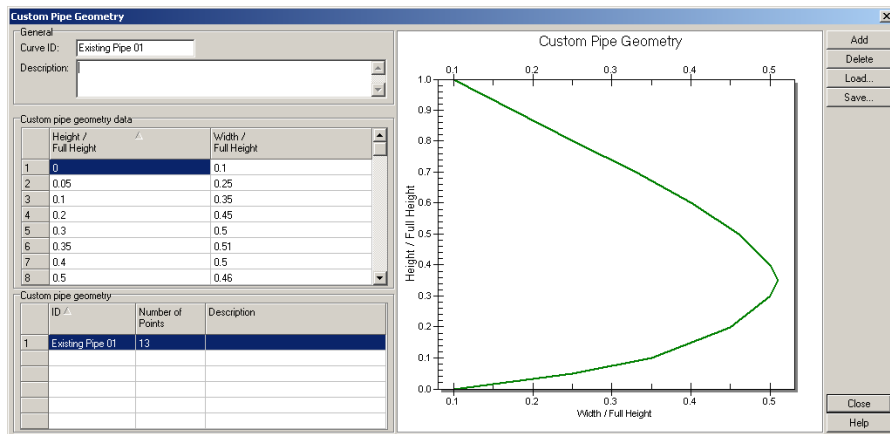 Custom Pipe Geometry
General
Curve ID: Existing Pipe 01
Description:
Custom pipe geometry data
Height / Full Height Width / Full Height
1 0 0.1
2 0.05 0.25
3 0.1 0.35
4 0.2 0.45
5 0.3 0.5
6 0.35 0.51
7 0.4 0.5
8 0.5 0.46
Custom pipe geometry
ID Number of Points Description
1 Existing Pipe 01 13
Custom Pipe Geometry
0.1 0.2 0.3 0.4 0.5
1.0
0.9
0.8
0.7
0.6
0.5
0.4
0.3
0.2
0.1
0.0
Height / Full Height
0.1 0.2 0.3 0.4 0.5
Width / Full Height
Add
Delete
Load...
Save...
Close
Help